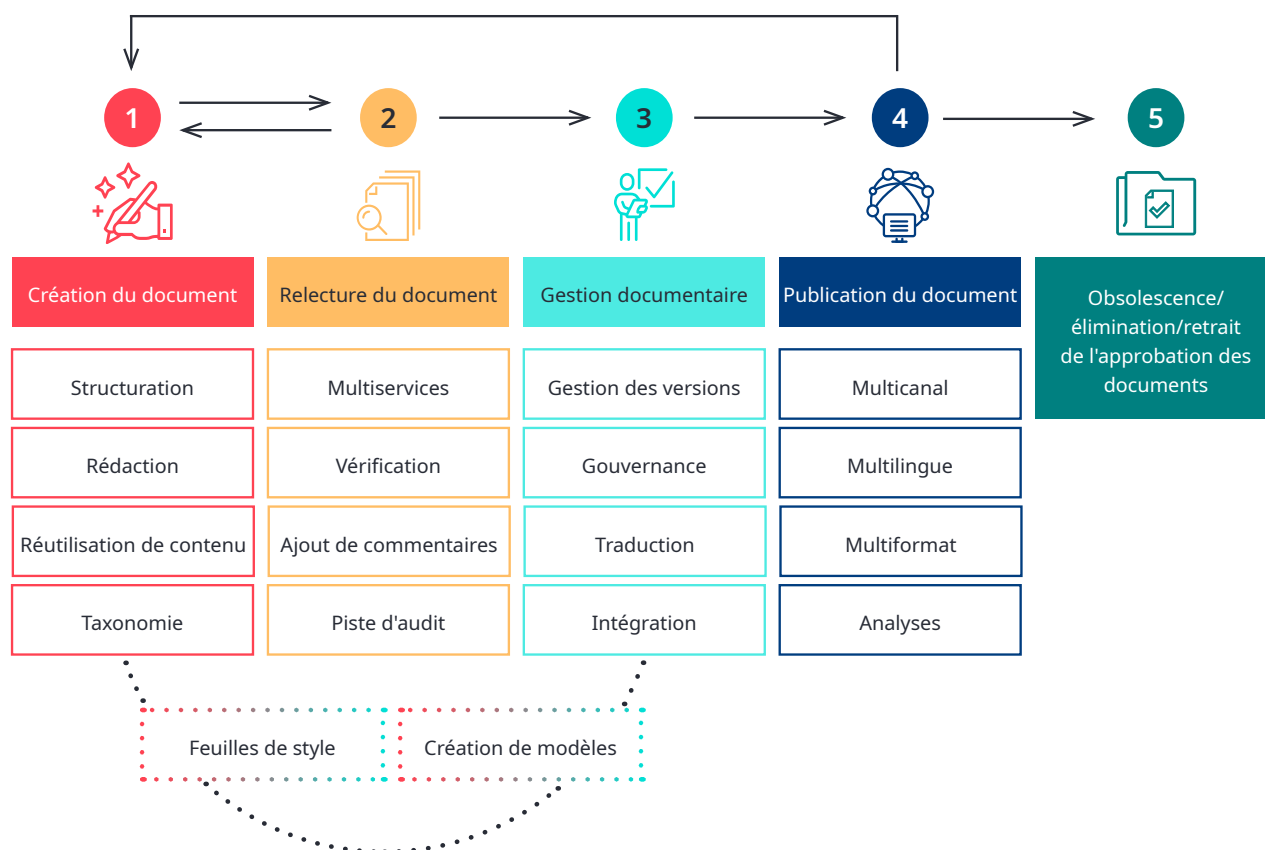 1
2
3
4
5
Création du document
Relecture du document
Gestion documentaire
Publication du document
Obsolescence/
élimination/retrait
de l'approbation des
documents
Structuration
Multiservices
Gestion des versions
Multicanal
Rédaction
Vérification
Gouvernance
Multilingue
Réutilisation de contenu
Ajout de commentaires
Traduction
Multiformat
Taxonomie
Piste d'audit
Intégration
Analyses
Feuilles de style
Création de modèles